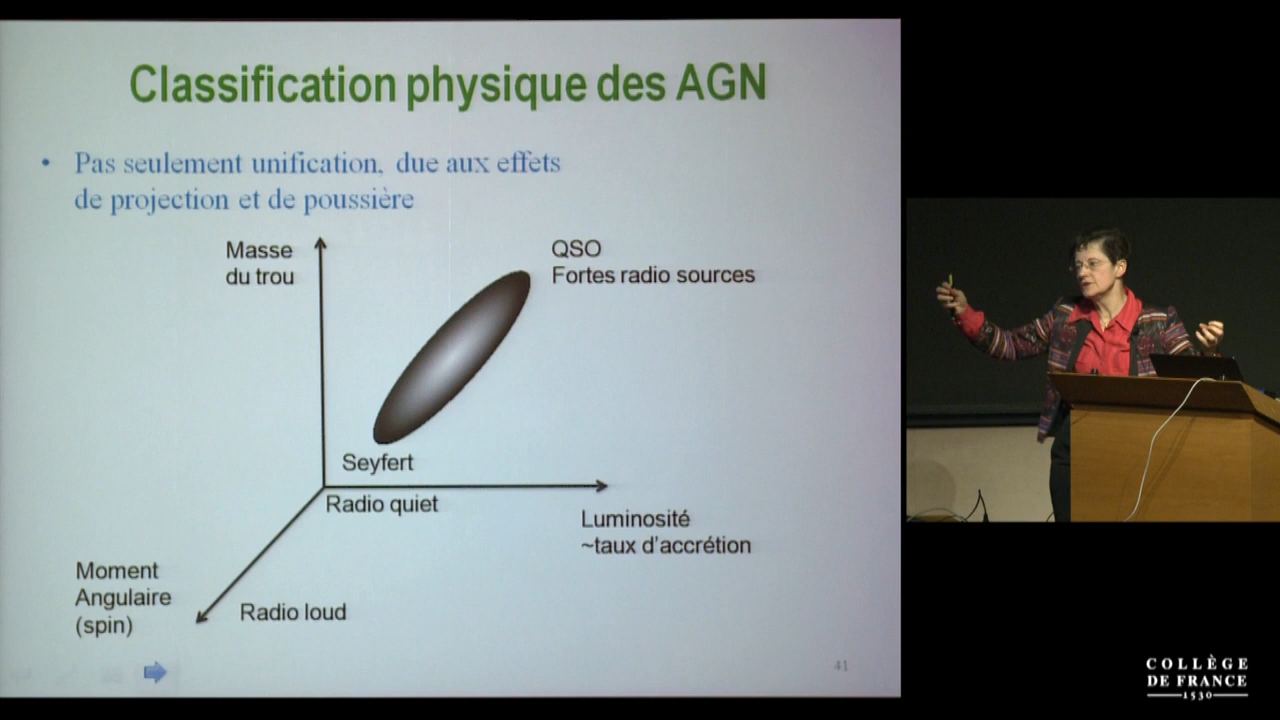 Classification physique des AGN
• Pas seulement unification, due aux effets
de projection et de poussière
Masse
du trou
QSO
Fortes radio sources
Seyfert
Radio quiet
Luminosité
~taux d'accrétion
Moment
Angulaire
(spin)
Radio loud
41
COLLÈGE
DE FRANCE
1530